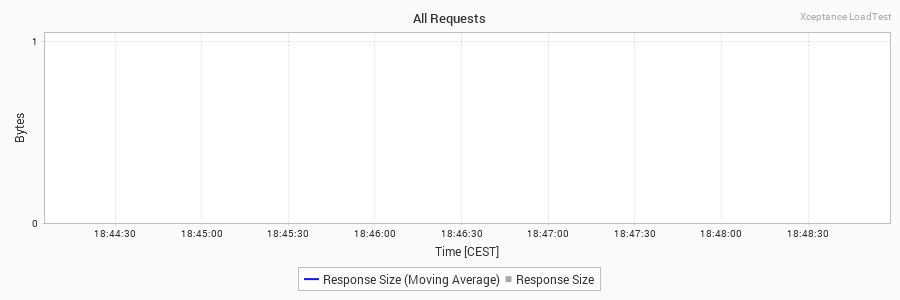 All Requests
Xceptance LoadTest
1
Bytes
0
18:44:30 18:45:00 18:45:30 18:46:00 18:46:30 18:47:00 18:47:30 18:48:00 18:48:30
Time [CEST]
Response Size (Moving Average) Response Size